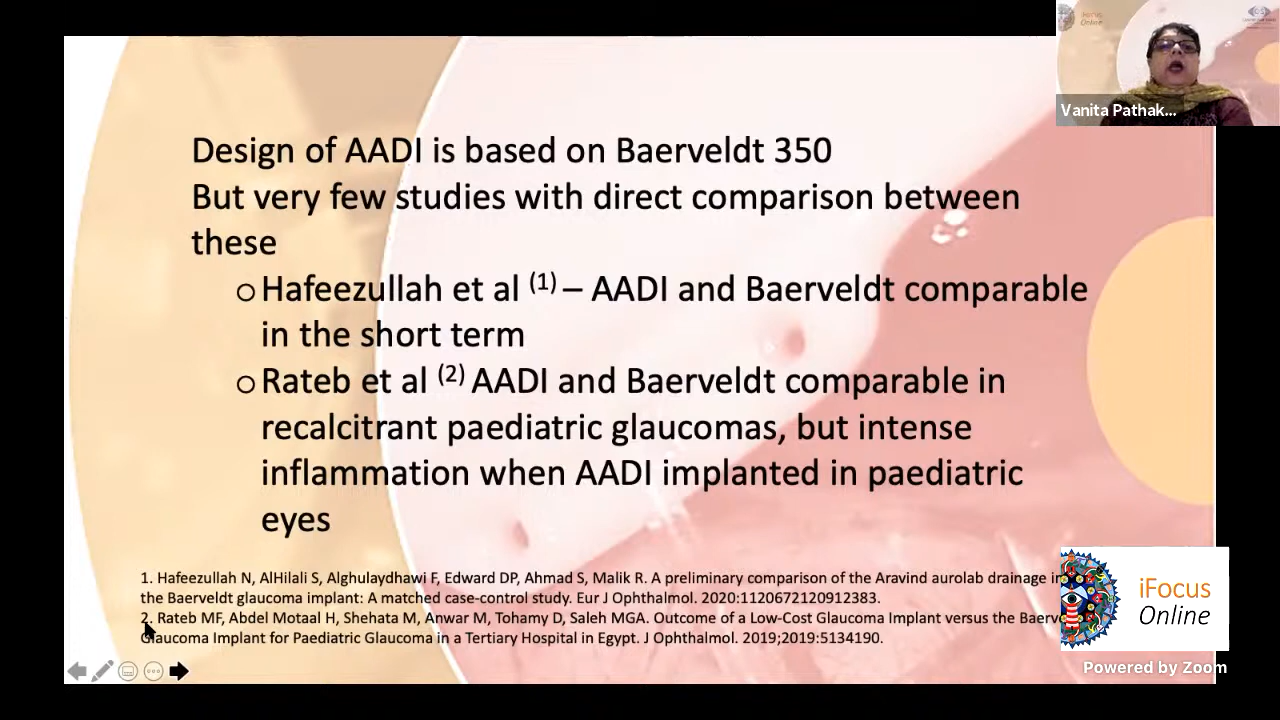 Vanita Pathak...
Design of AADI is based on Baerveldt 350
But very few studies with direct comparison between
these
○Hafeezullah et al (1) – AADI and Baerveldt comparable
in the short term
○Rateb et al (2) AADI and Baerveldt comparable in
recalcitrant paediatric glaucomas, but intense
inflammation when AADI implanted in paediatric
eyes
1. Hafeezullah N, AlHilali S, Alghulaydhawi F, Edward DP, Ahmad S, Malik R. A preliminary comparison of the Aravind aurolab drainage
the Baerveldt glaucoma implant: A matched case-control study. Eur J Ophthalmol. 2020:1120672120912383.
2. Rateb MF, Abdel Motaal H, Shehata M, Anwar M, Tohamy D, Saleh MGA. Outcome of a Low-Cost Glaucoma Implant versus the
Glaucoma Implant for Paediatric Glaucoma in a Tertiary Hospital in Egypt. J Ophthalmol. 2019;2019:5134190.
iFocus
Online
Powered by Zoom